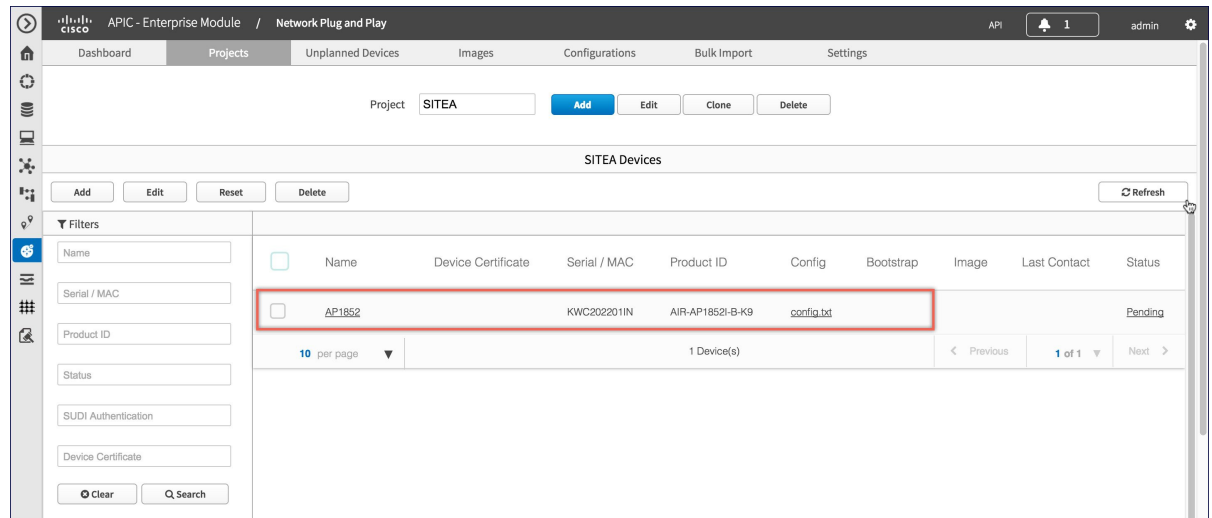 cisco APIC - Enterprise Module / Network Plug and Play API 1 admin
Dashboard Projects Unplanned Devices Images Configurations Bulk Import Settings
Project SITEA Add Edit Clone Delete
SITEA Devices
Add Edit Reset Delete Refresh
Filters
Name
Serial / MAC
Product ID
Status
SUDI Authentication
Device Certificate
Clear Search
Name Device Certificate Serial / MAC Product ID Config Bootstrap Image Last Contact Status
AP1852 KWC202201IN AIR-AP1852I-B-K9 config.txt Pending
10 per page 1 Device(s) Previous 1 of 1 Next